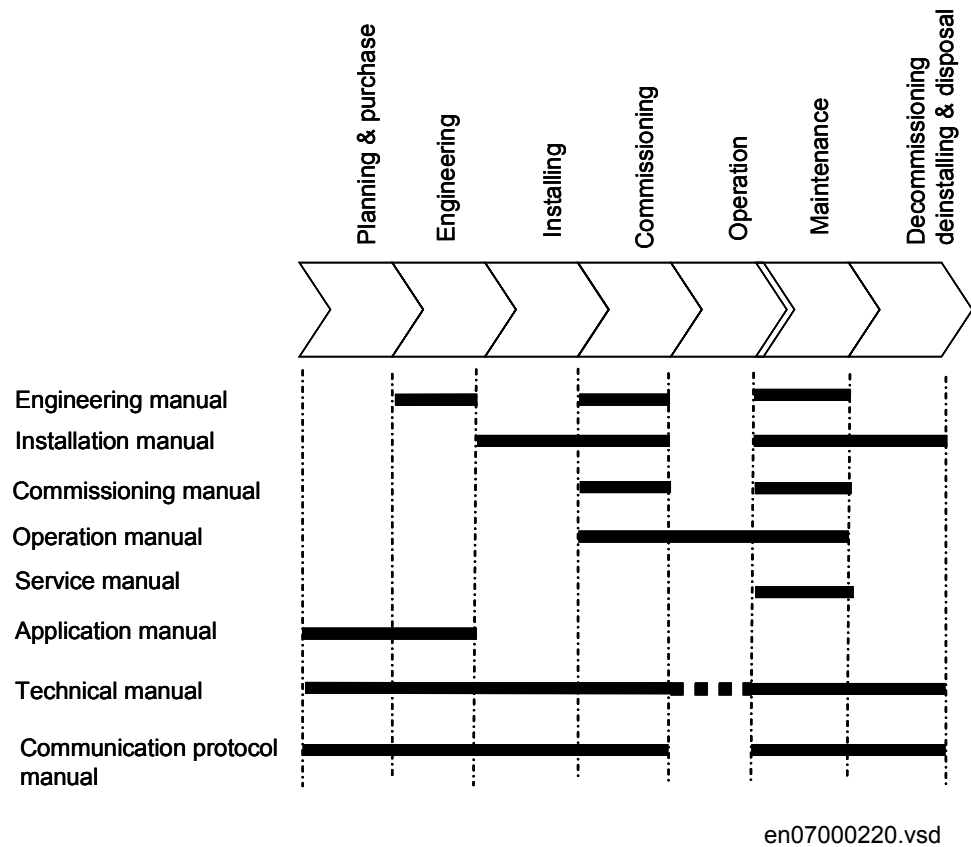 Planning & purchase
Engineering
Installing
Commissioning
Operation
Maintenance
Decommissioning
deinstalling & disposal
Engineering manual
Installation manual
Commissioning manual
Operation manual
Service manual
Application manual
Technical manual
Communication protocol
manual
en07000220.vsd